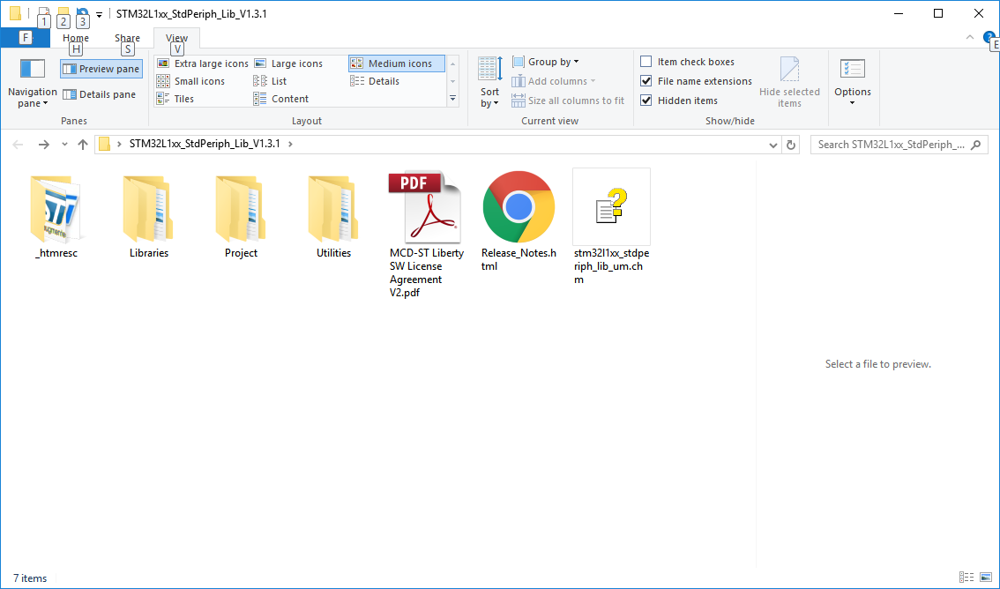 1
2
3
STM32L1xx_StdPeriph_Lib_V1.3.1
F
Home
Share
View
H
S
V
?
E
Navigation
pane
Preview pane
Details pane
Panes
Extra large icons
Large icons
Medium icons
Small icons
List
Details
Tiles
Content
Layout
Sort
by
Group by
Add columns
Size all columns to fit
Current view
Item check boxes
File name extensions
Hidden items
Hide selected
items
Show/hide
Options
STM32L1xx_StdPeriph_Lib_V1.3.1
Search STM32L1xx_StdPeriph_...
_htmresc
Libraries
Project
Utilities
PDF
MCD-ST Liberty
SW License
Agreement
V2.pdf
Release_Notes.h
tml
stm32l1xx_stdpe
riph_lib_um.ch
m
Select a file to preview.
7 items